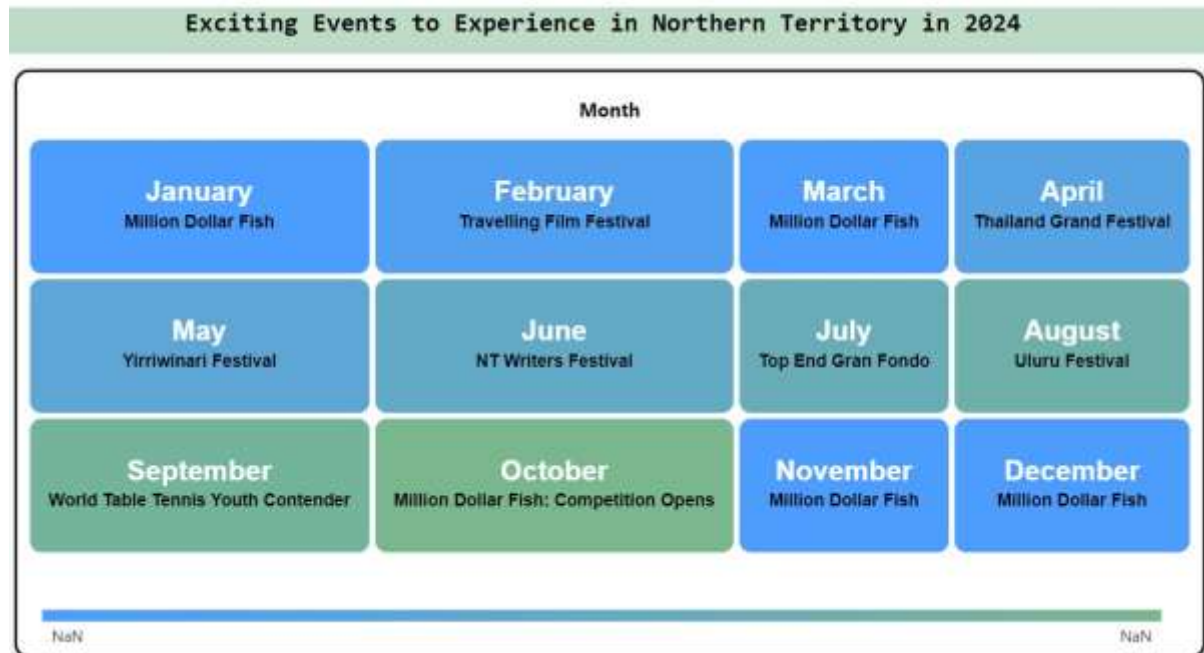 Exciting Events to Experience in Northern Territory in 2024
Month
January
Million Dollar Fish
February
Travelling Film Festival
March
Million Dollar Fish
April
Thailand Grand Festival
May
Yirriwinari Festival
June
NT Writers Festival
July
Top End Gran Fondo
August
Uluru Festival
September
World Table Tennis Youth Contender
October
Million Dollar Fish: Competition Opens
November
Million Dollar Fish
December
Million Dollar Fish
NaN
NaN